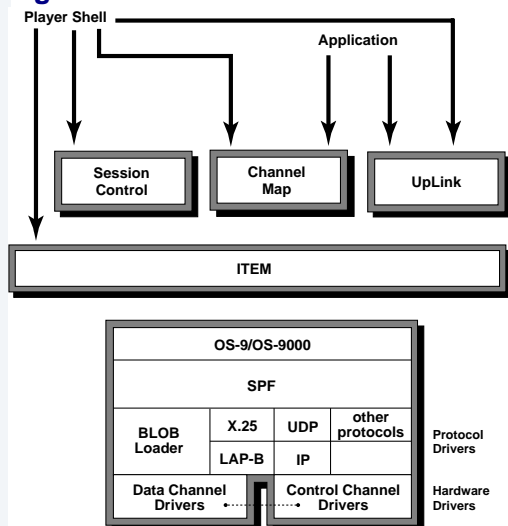 Player Shell
Application
Session
Control
Channel
Map
UpLink
ITEM
OS-9/OS-9000
SPF
BLOB
Loader
X.25
UDP
other
protocols
LAP-B
IP
Protocol
Drivers
Data Channel
Drivers
Control Channel
Drivers
Hardware
Drivers